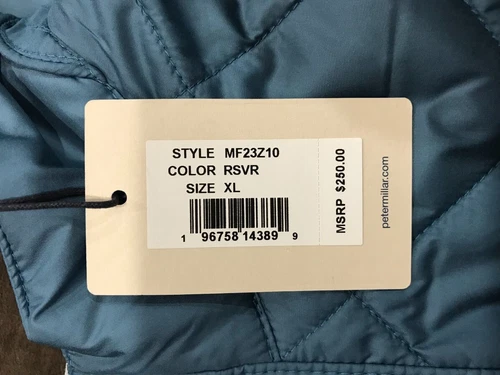 STYLE MF23Z10
COLOR RSVR
SIZE XL
1 96758 14389 9
MSRP $250.00
petermillar.com